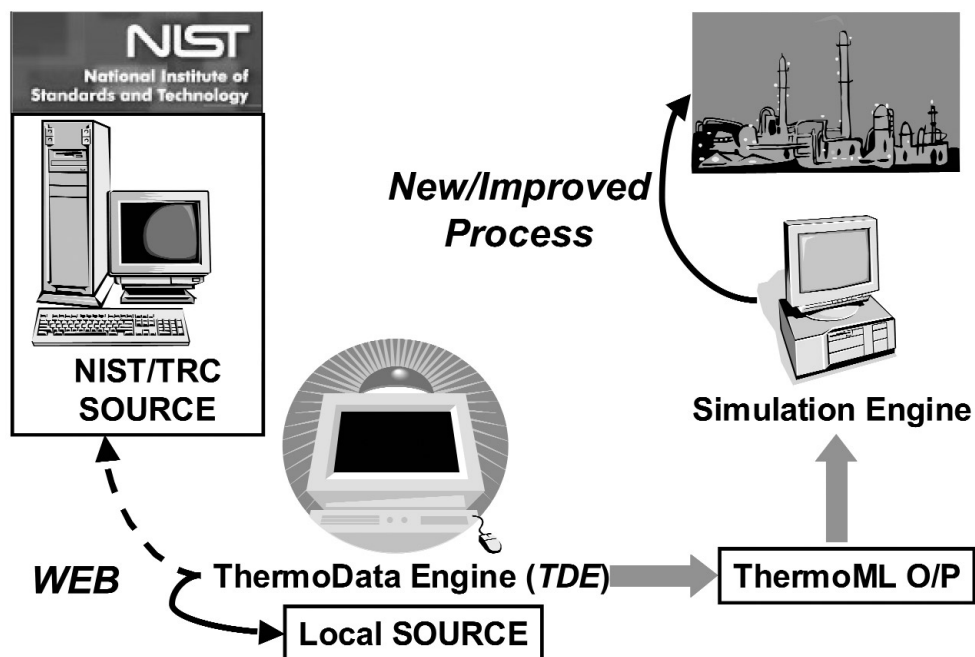 NIST
National Institute of
Standards and Technology
NIST/TRC
SOURCE
New/Improved
Process
Simulation Engine
WEB
ThermoData Engine (TDE)
ThermoML O/P
Local SOURCE